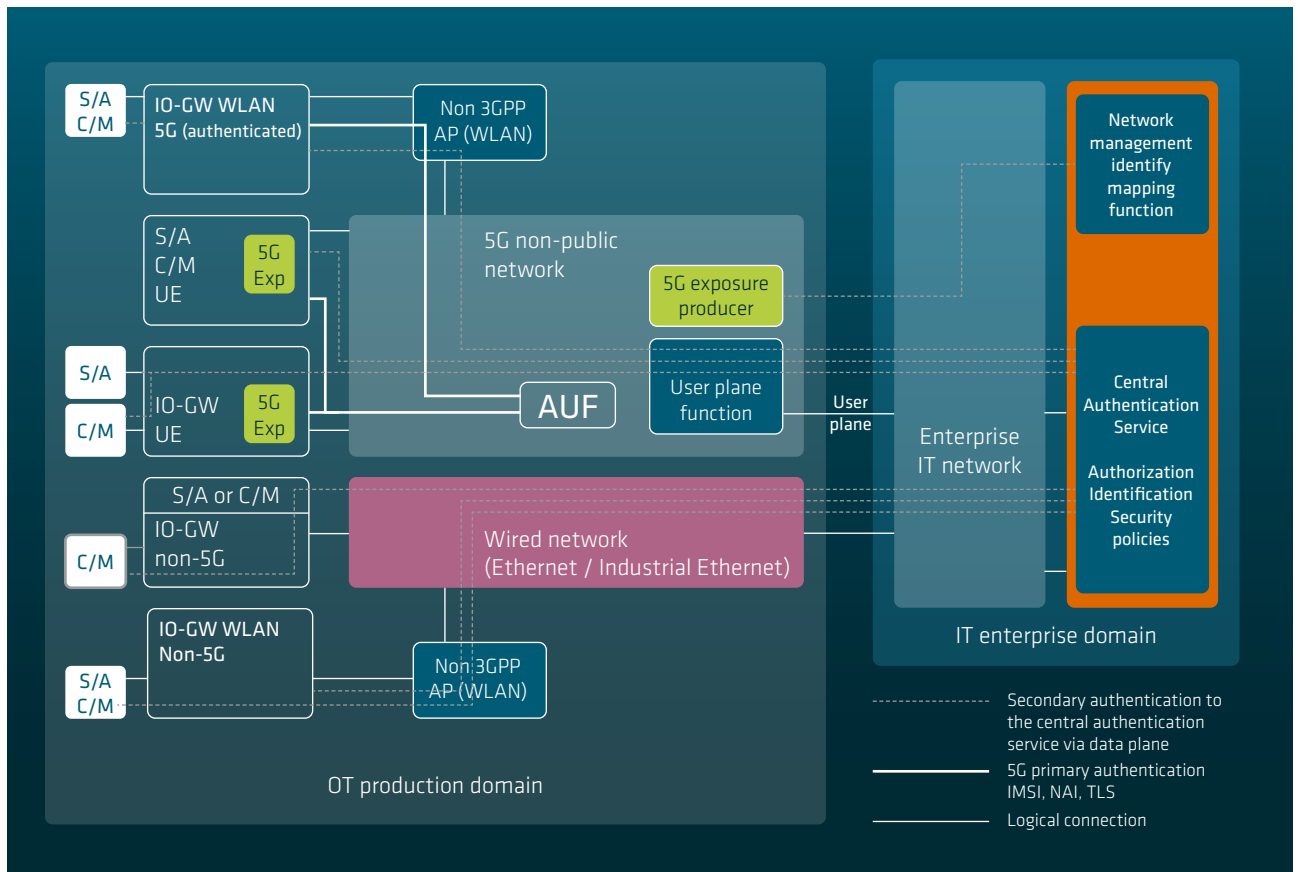 S/A
C/M
IO-GW WLAN
5G (authenticated)
Non 3GPP
AP (WLAN)
S/A
C/M
UE
5G
Exp
5G non-public
network
5G exposure
producer
S/A
C/M
IO-GW
UE
5G
Exp
AUF
User plane
function
User
plane
S/A or C/M
IO-GW
non-5G
C/M
Wired network
(Ethernet / Industrial Ethernet)
IO-GW WLAN
Non-5G
S/A
C/M
Non 3GPP
AP (WLAN)
OT production domain
Enterprise
IT network
Network
management
identify
mapping
function
Central
Authentication
Service
Authorization
Identification
Security
policies
IT enterprise domain
Secondary authentication to
the central authentication
service via data plane
5G primary authentication
IMSI, NAI, TLS
Logical connection